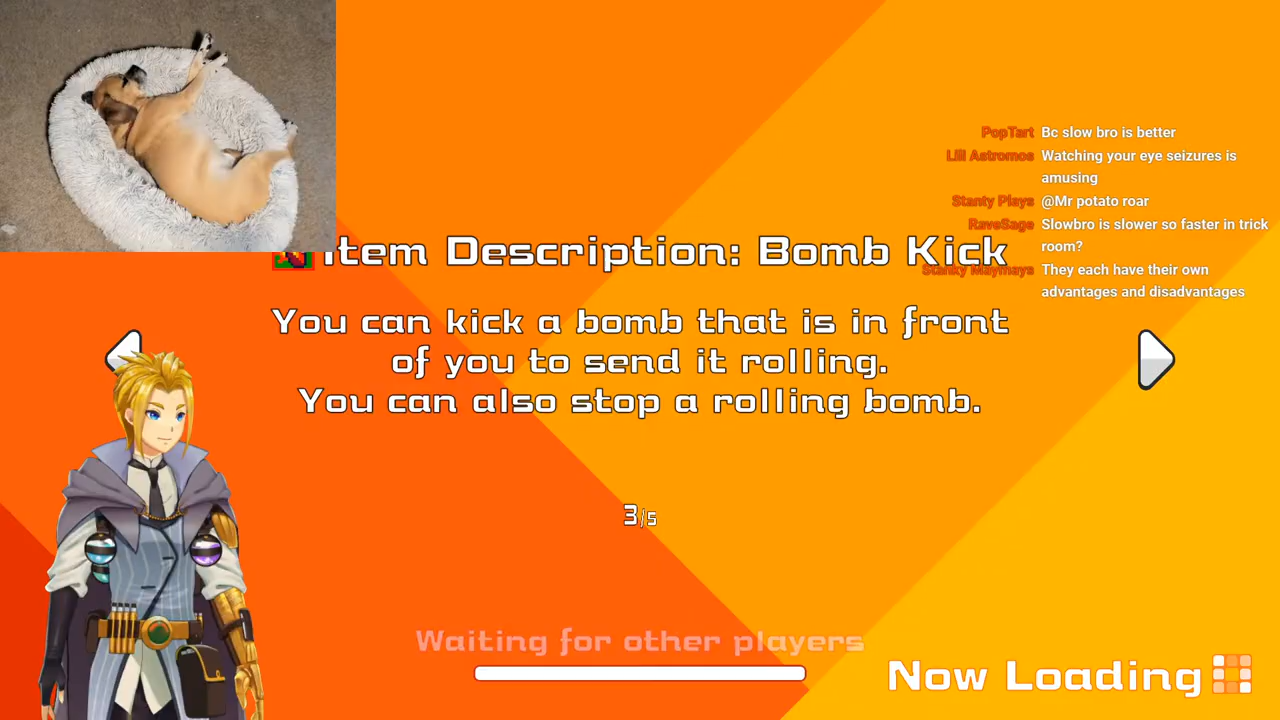 PopTart Bc slow bro is better
Lili Astromos Watching your eye seizures is
amusing
Stanty Plays @Mr potato roar
RaveSage Slowbro is slower so faster in trick
room?
Stanky Maymays They each have their own
advantages and disadvantages
Item Description: Bomb Kick
You can kick a bomb that is in front
of you to send it rolling.
You can also stop a rolling bomb.
3/5
Waiting for other players
Now Loading